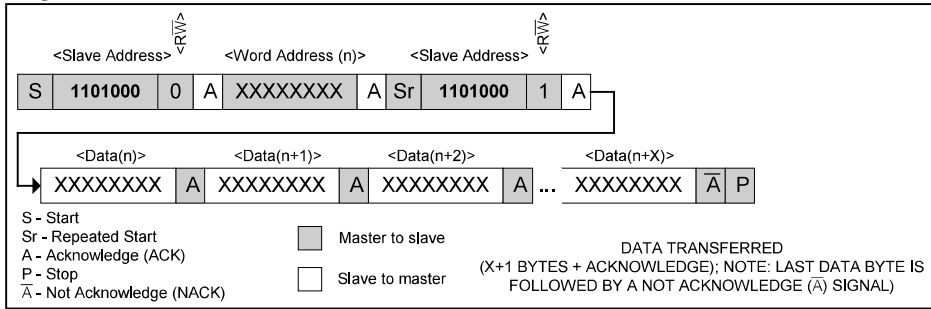 <Slave Address> <RW̅> <Word Address (n)> <Slave Address> <RW̅>
S 1101000 0 A XXXXXXXX A Sr 1101000 1 A
<Data(n)> <Data(n+1)> <Data(n+2)> <Data(n+X)>
XXXXXXXX A XXXXXXXX A XXXXXXXX A ... XXXXXXXX A̅ P
S - Start
Sr - Repeated Start
A - Acknowledge (ACK)
P - Stop
A̅ - Not Acknowledge (NACK)
Master to slave
Slave to master
DATA TRANSFERRED
(X+1 BYTES + ACKNOWLEDGE); NOTE: LAST DATA BYTE IS
FOLLOWED BY A NOT ACKNOWLEDGE (A̅) SIGNAL)